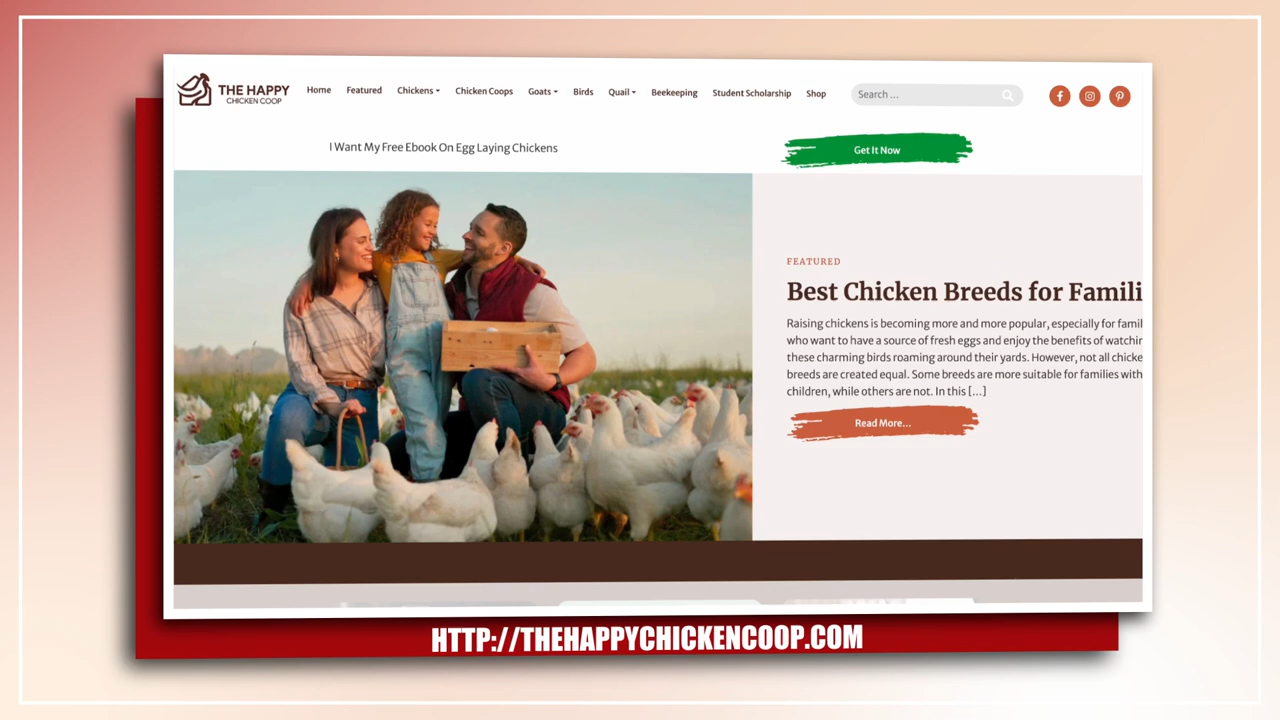 THE HAPPY
CHICKEN COOP
Home Featured Chickens Chicken Coops Goats Birds Quail Beekeeping Student Scholarship Shop
Search ...
I Want My Free Ebook On Egg Laying Chickens
Get It Now
FEATURED
Best Chicken Breeds for Famili
Raising chickens is becoming more and more popular, especially for famil
who want to have a source of fresh eggs and enjoy the benefits of watchin
these charming birds roaming around their yards. However, not all chicke
breeds are created equal. Some breeds are more suitable for families with
children, while others are not. In this [...]
Read More...
HTTP://THEHAPPYCHICKENCOOP.COM